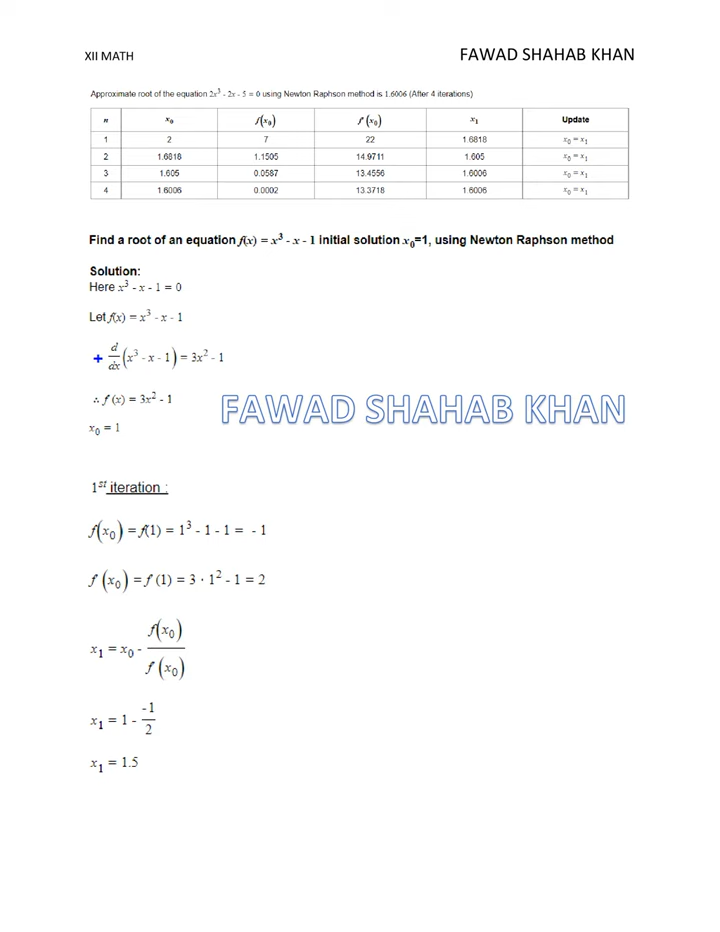 XII MATH FAWAD SHAHAB KHAN
Approximate root of the equation 2x³ - 2x - 5 = 0 using Newton Raphson method is 1.6006 (After 4 iterations)
n x₀ f(x₀) f' (x₀) x₁ Update
1 2 7 22 1.6818 x₀ = x₁
2 1.6818 1.1505 14.9711 1.605 x₀ = x₁
3 1.605 0.0587 13.4556 1.6006 x₀ = x₁
4 1.6006 0.0002 13.3718 1.6006 x₀ = x₁
Find a root of an equation f(x) = x³ - x - 1 initial solution x₀=1, using Newton Raphson method
Solution:
Here x³ - x - 1 = 0
Let f(x) = x³ - x - 1
+ d/dx (x³ - x - 1) = 3x² - 1
∴ f (x) = 3x² - 1
FAWAD SHAHAB KHAN
x₀ = 1
1st iteration :
f(x₀) = f(1) = 1³ - 1 - 1 = - 1
f (x₀) = f (1) = 3 · 1² - 1 = 2
x₁ = x₀ - f(x₀) / f (x₀)
x₁ = 1 - -1 / 2
x₁ = 1.5